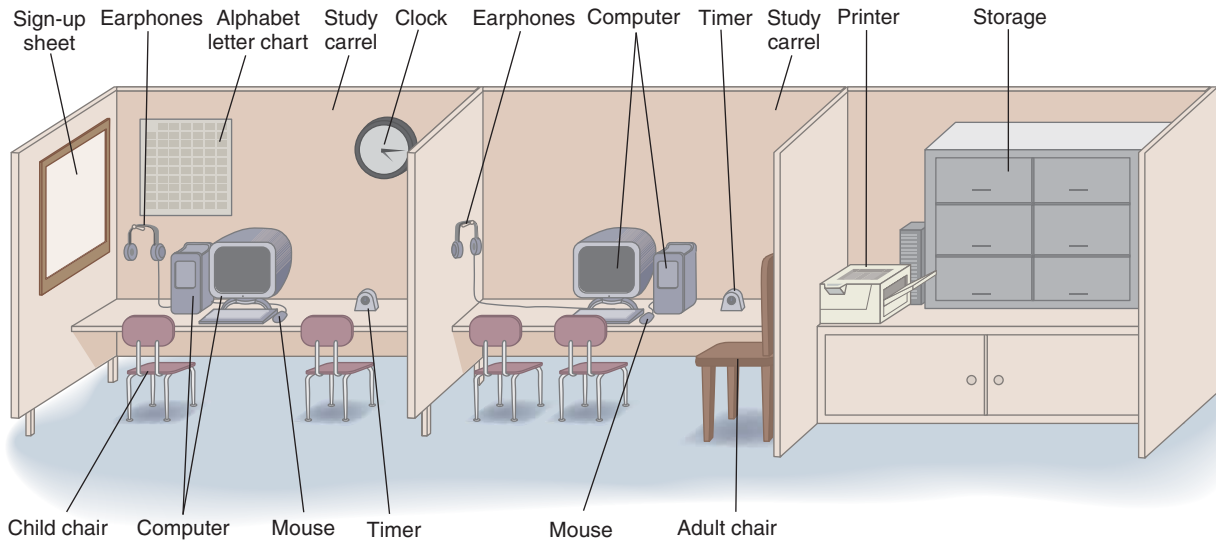 Sign-up
sheet
Earphones
Alphabet
letter chart
Study
carrel
Clock
Earphones
Computer
Timer
Study
carrel
Printer
Storage
Child chair
Computer
Mouse
Timer
Mouse
Adult chair